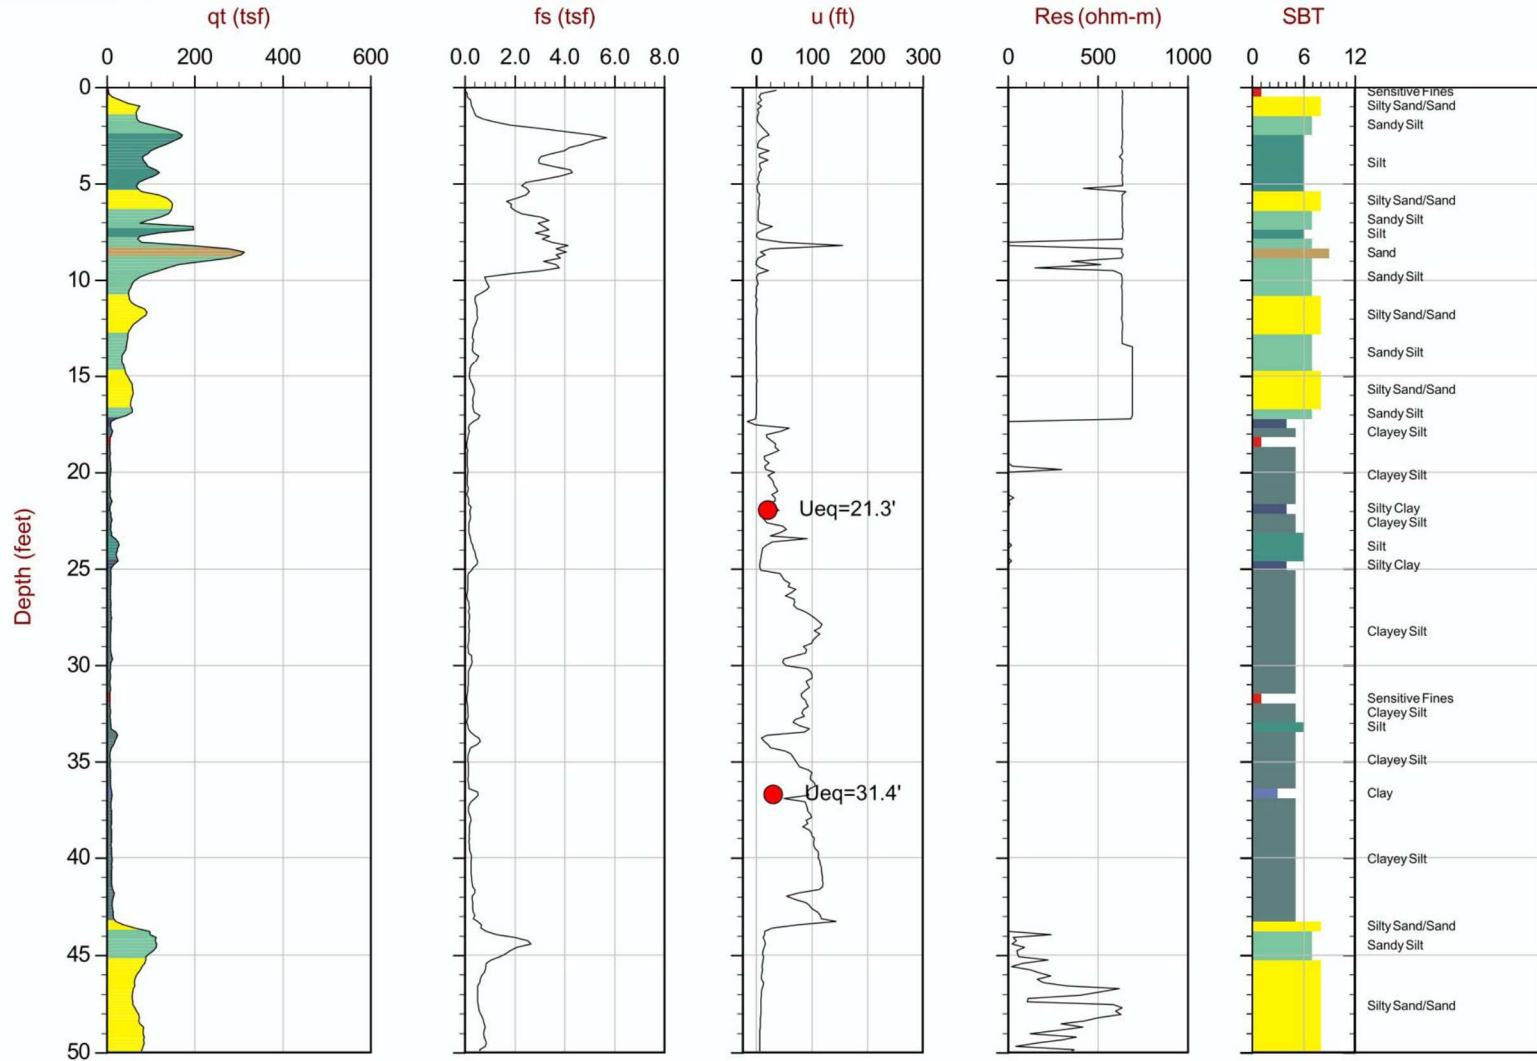 qt (tsf) fs (tsf) u (ft) Res (ohm-m) SBT
0 200 400 600 0.0 2.0 4.0 6.0 8.0 0 100 200 300 0 500 1000 0 6 12
0
Sensitive Fines
Silty Sand/Sand
Sandy Silt
Silt
5
Silty Sand/Sand
Sandy Silt
Silt
Sand
10
Sandy Silt
Silty Sand/Sand
Sandy Silt
15
Silty Sand/Sand
Sandy Silt
Clayey Silt
20
Clayey Silt
Ueq=21.3'
Silty Clay
Clayey Silt
Silt
25
Silty Clay
Depth (feet)
Clayey Silt
30
Sensitive Fines
Clayey Silt
Silt
35
Clayey Silt
Ueq=31.4'
Clay
40
Clayey Silt
Silty Sand/Sand
Sandy Silt
45
Silty Sand/Sand
50